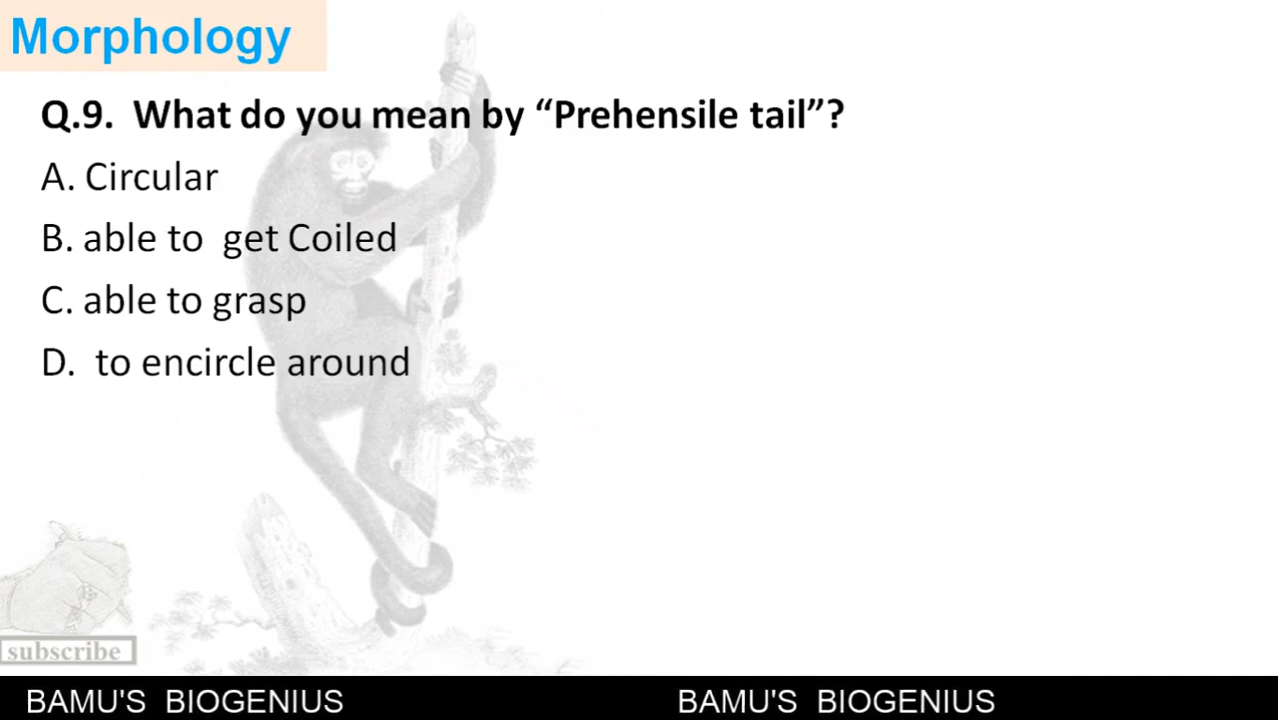 Morphology
Q.9. What do you mean by “Prehensile tail”?
A. Circular
B. able to get Coiled
C. able to grasp
D. to encircle around
subscribe
BAMU'S BIOGENIUS BAMU'S BIOGENIUS